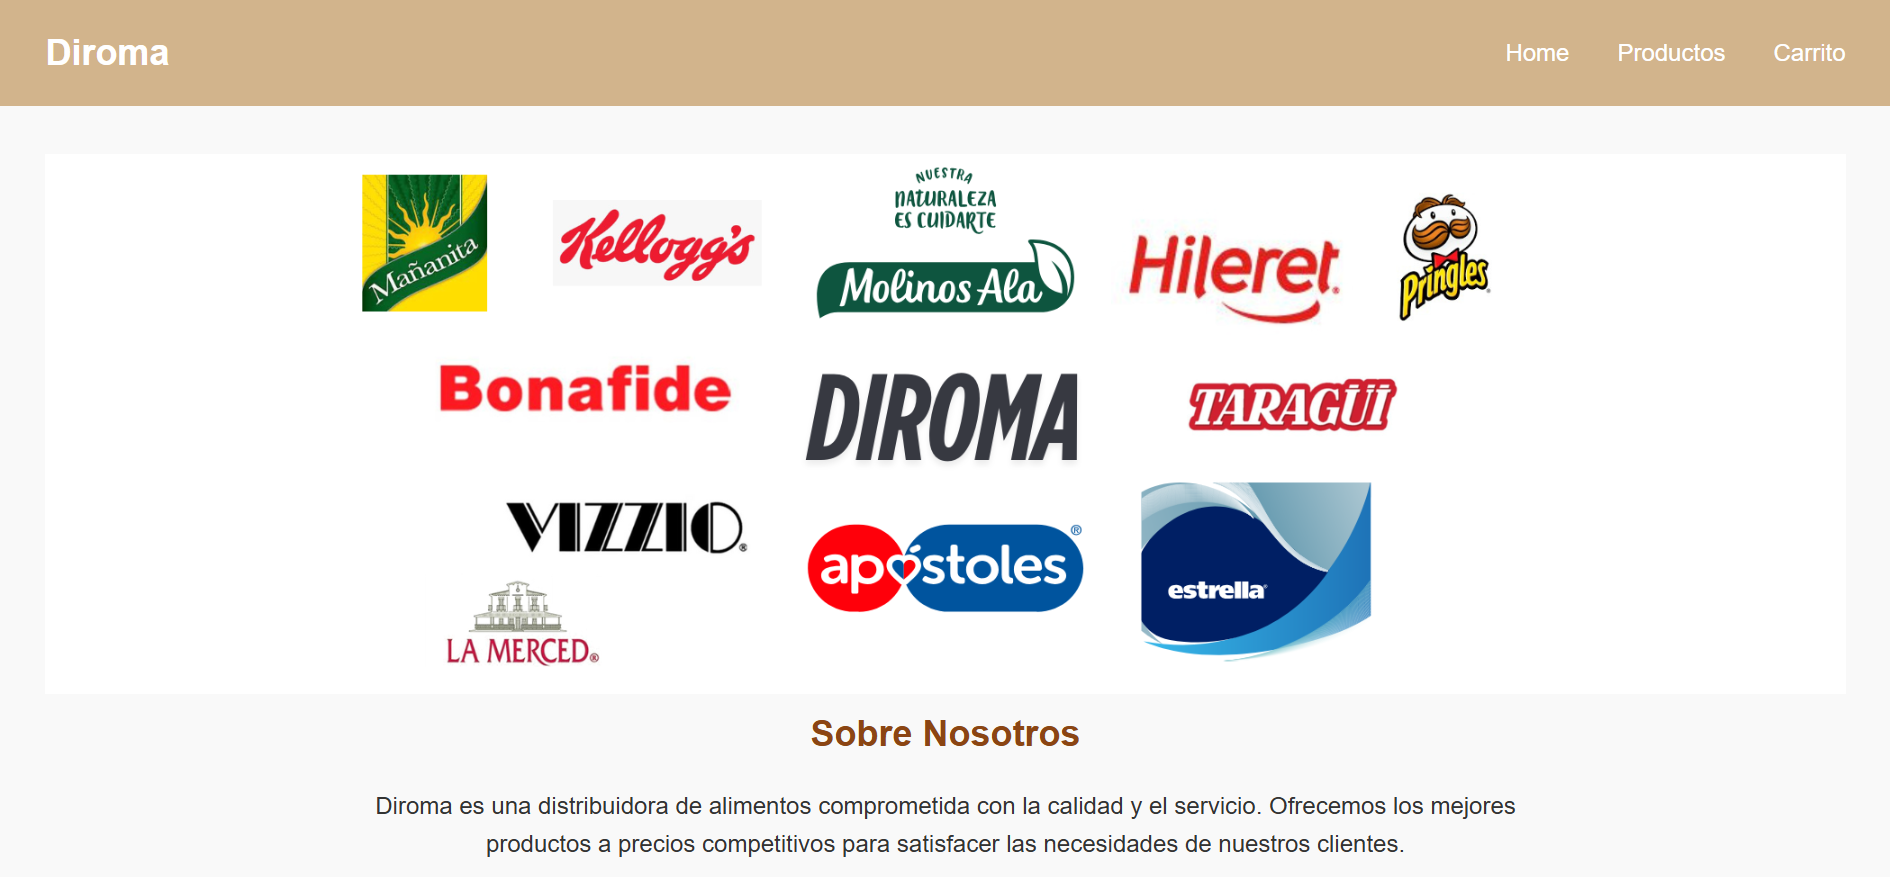 Diroma
Home Productos Carrito
Mañanita
Kellogg's
NUESTRA
NATURALEZA
ES CUIDARTE
Molinos Ala
Hileret®
Pringles®
Bonafide
DIROMA
TARAGÜI
VIZZIO®
apóstoles®
estrella®
LA MERCED®
Sobre Nosotros
Diroma es una distribuidora de alimentos comprometida con la calidad y el servicio. Ofrecemos los mejores
productos a precios competitivos para satisfacer las necesidades de nuestros clientes.